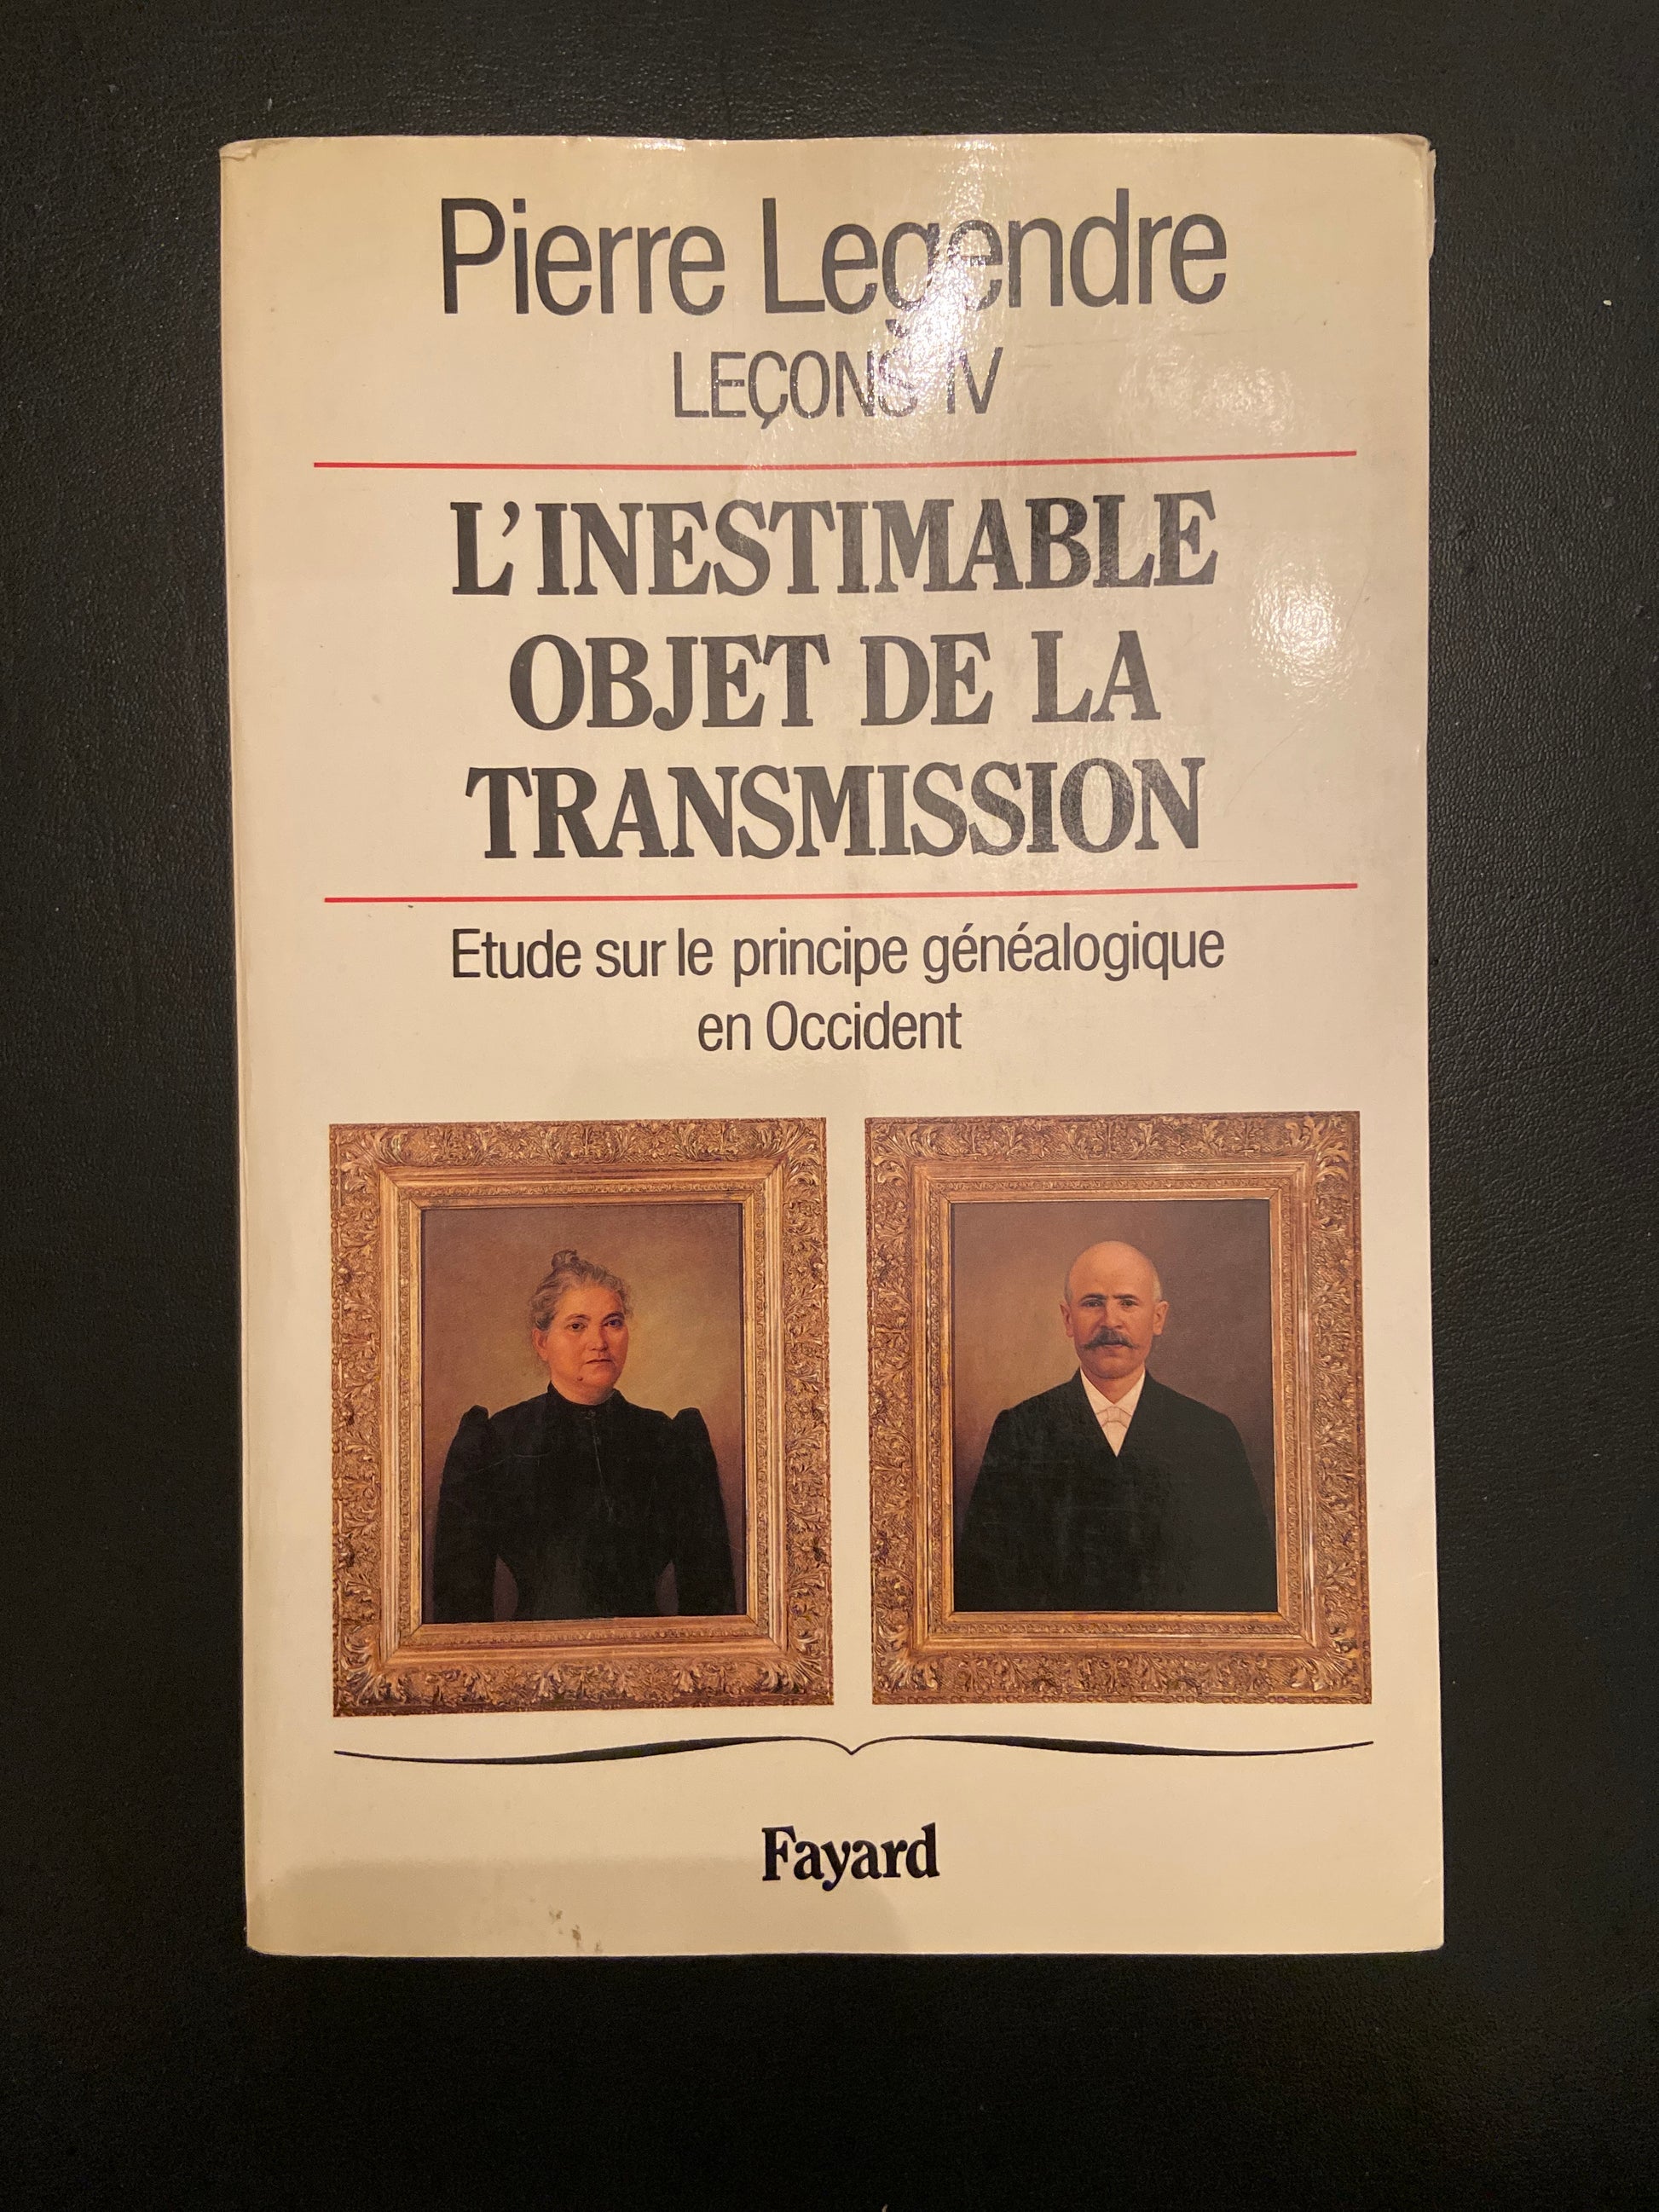 Pierre Legendre
LEÇONS IV
L'INESTIMABLE
OBJET DE LA
TRANSMISSION
Etude sur le principe généalogique
en Occident
Fayard